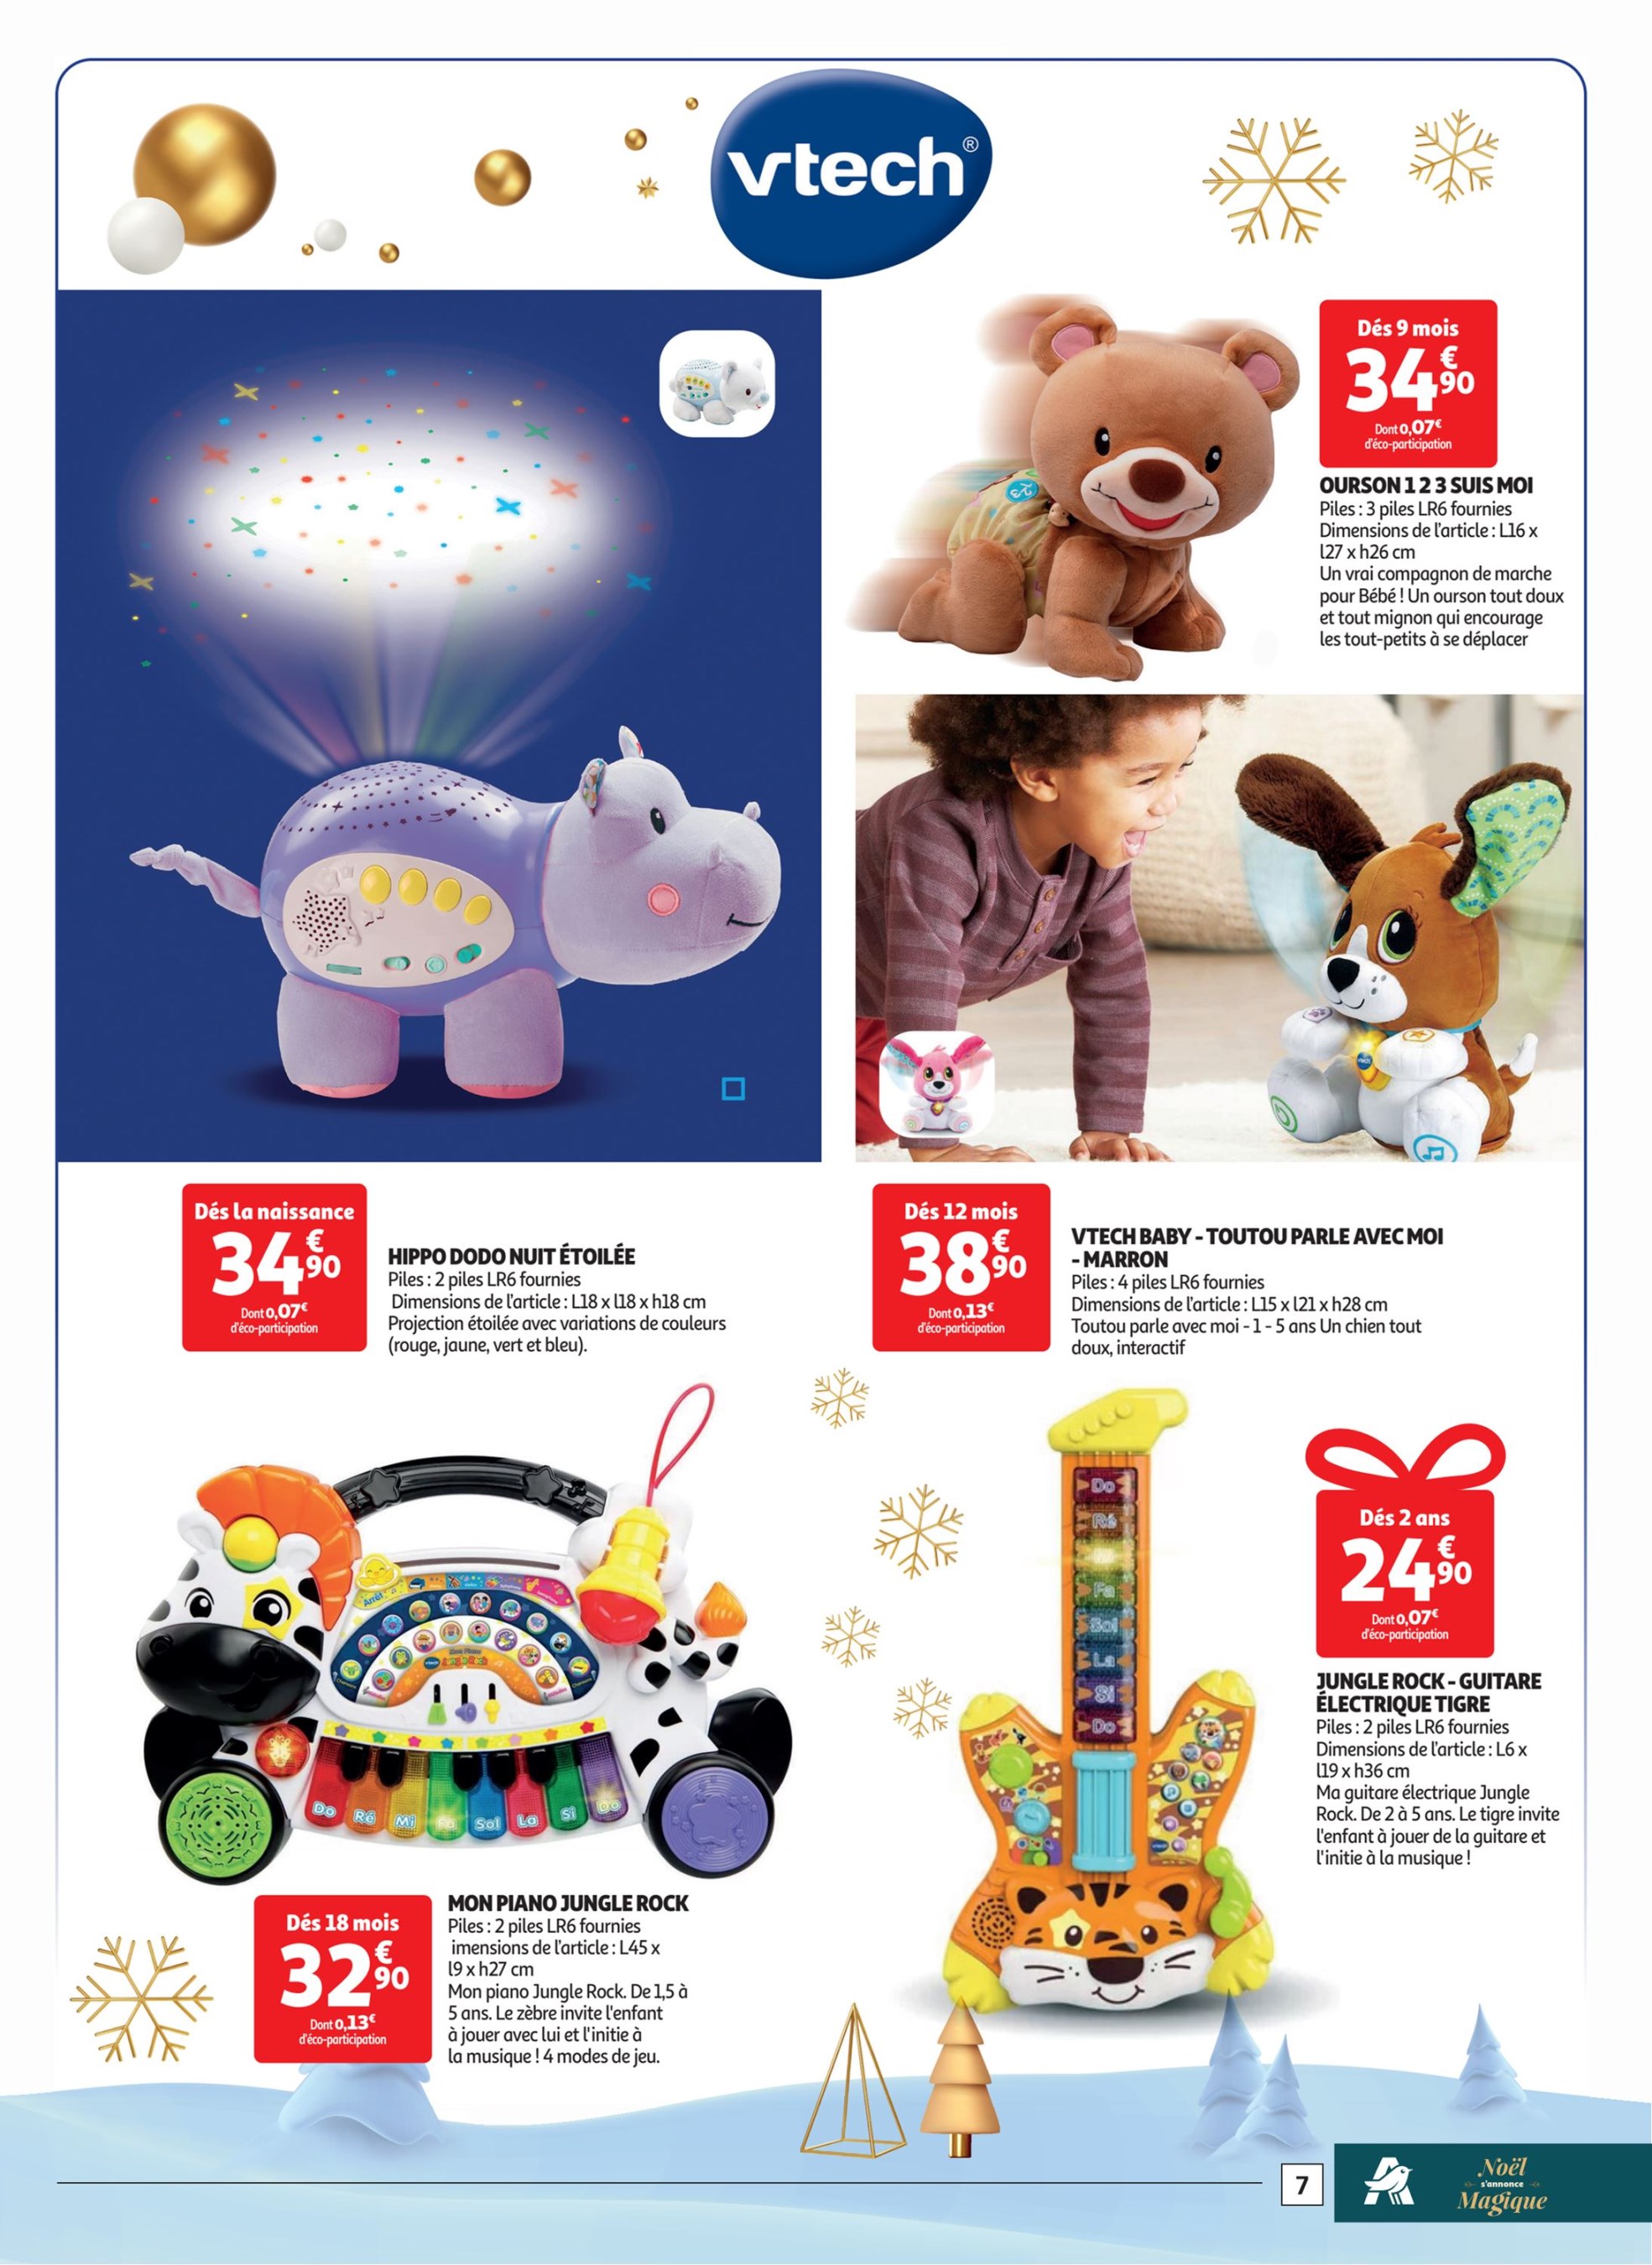 vtech®
Dés 9 mois
34€90
Dont 0,07€
d'éco-participation
OURSON 1 2 3 SUIS MOI
Piles : 3 piles LR6 fournies
Dimensions de l'article : L16 x
l27 x h26 cm
Un vrai compagnon de marche
pour Bébé ! Un ourson tout doux
et tout mignon qui encourage
les tout-petits à se déplacer
Dés la naissance
34€90
Dont 0,07€
d'éco-participation
HIPPO DODO NUIT ÉTOILÉE
Piles : 2 piles LR6 fournies
Dimensions de l'article : L18 x l18 x h18 cm
Projection étoilée avec variations de couleurs
(rouge, jaune, vert et bleu).
Dés 12 mois
38€90
Dont 0,13€
d'éco-participation
VTECH BABY - TOUTOU PARLE AVEC MOI
- MARRON
Piles : 4 piles LR6 fournies
Dimensions de l'article : L15 x l21 x h28 cm
Toutou parle avec moi - 1 - 5 ans Un chien tout
doux, interactif
Arrêt
Do Ré Mi Fa Sol La Si Do
Dés 18 mois
32€90
Dont 0,13€
d'éco-participation
MON PIANO JUNGLE ROCK
Piles : 2 piles LR6 fournies
imensions de l'article : L45 x
l9 x h27 cm
Mon piano Jungle Rock. De 1,5 à
5 ans. Le zèbre invite l'enfant
à jouer avec lui et l'initie à
la musique ! 4 modes de jeu.
Do
Ré
Fa
Sol
La
Si
Do
Dés 2 ans
24€90
Dont 0,07€
d'éco-participation
JUNGLE ROCK - GUITARE
ÉLECTRIQUE TIGRE
Piles : 2 piles LR6 fournies
Dimensions de l'article : L6 x
l19 x h36 cm
Ma guitare électrique Jungle
Rock. De 2 à 5 ans. Le tigre invite
l'enfant à jouer de la guitare et
l'initie à la musique !
7
Noël
s'annonce
Magique